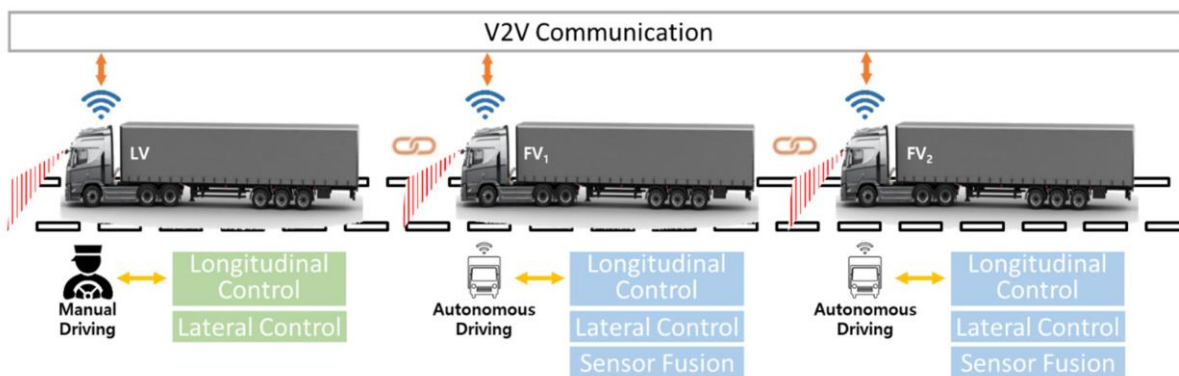 V2V Communication
LV
FV₁
FV₂
Manual
Driving
Longitudinal
Control
Lateral Control
Autonomous
Driving
Longitudinal
Control
Lateral Control
Sensor Fusion
Autonomous
Driving
Longitudinal
Control
Lateral Control
Sensor Fusion